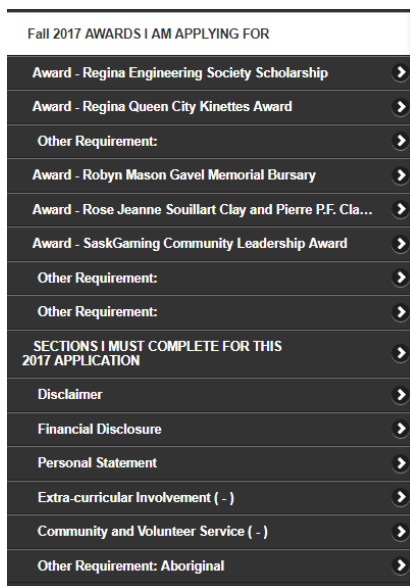 Fall 2017 AWARDS I AM APPLYING FOR
Award - Regina Engineering Society Scholarship
Award - Regina Queen City Kinettes Award
Other Requirement:
Award - Robyn Mason Gavel Memorial Bursary
Award - Rose Jeanne Souillart Clay and Pierre P.F. Cla...
Award - SaskGaming Community Leadership Award
Other Requirement:
Other Requirement:
SECTIONS I MUST COMPLETE FOR THIS
2017 APPLICATION
Disclaimer
Financial Disclosure
Personal Statement
Extra-curricular Involvement ( - )
Community and Volunteer Service ( - )
Other Requirement: Aboriginal